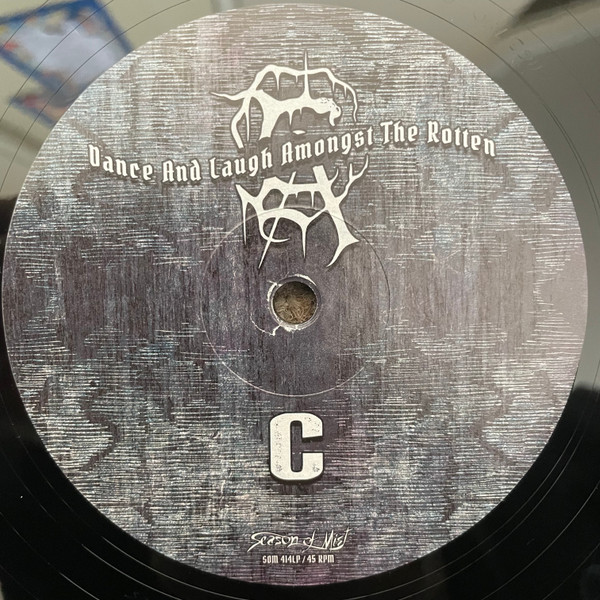 Dance And Laugh Amongst The Rotten
C
Season of Mist
SOM 414LP / 45 RPM